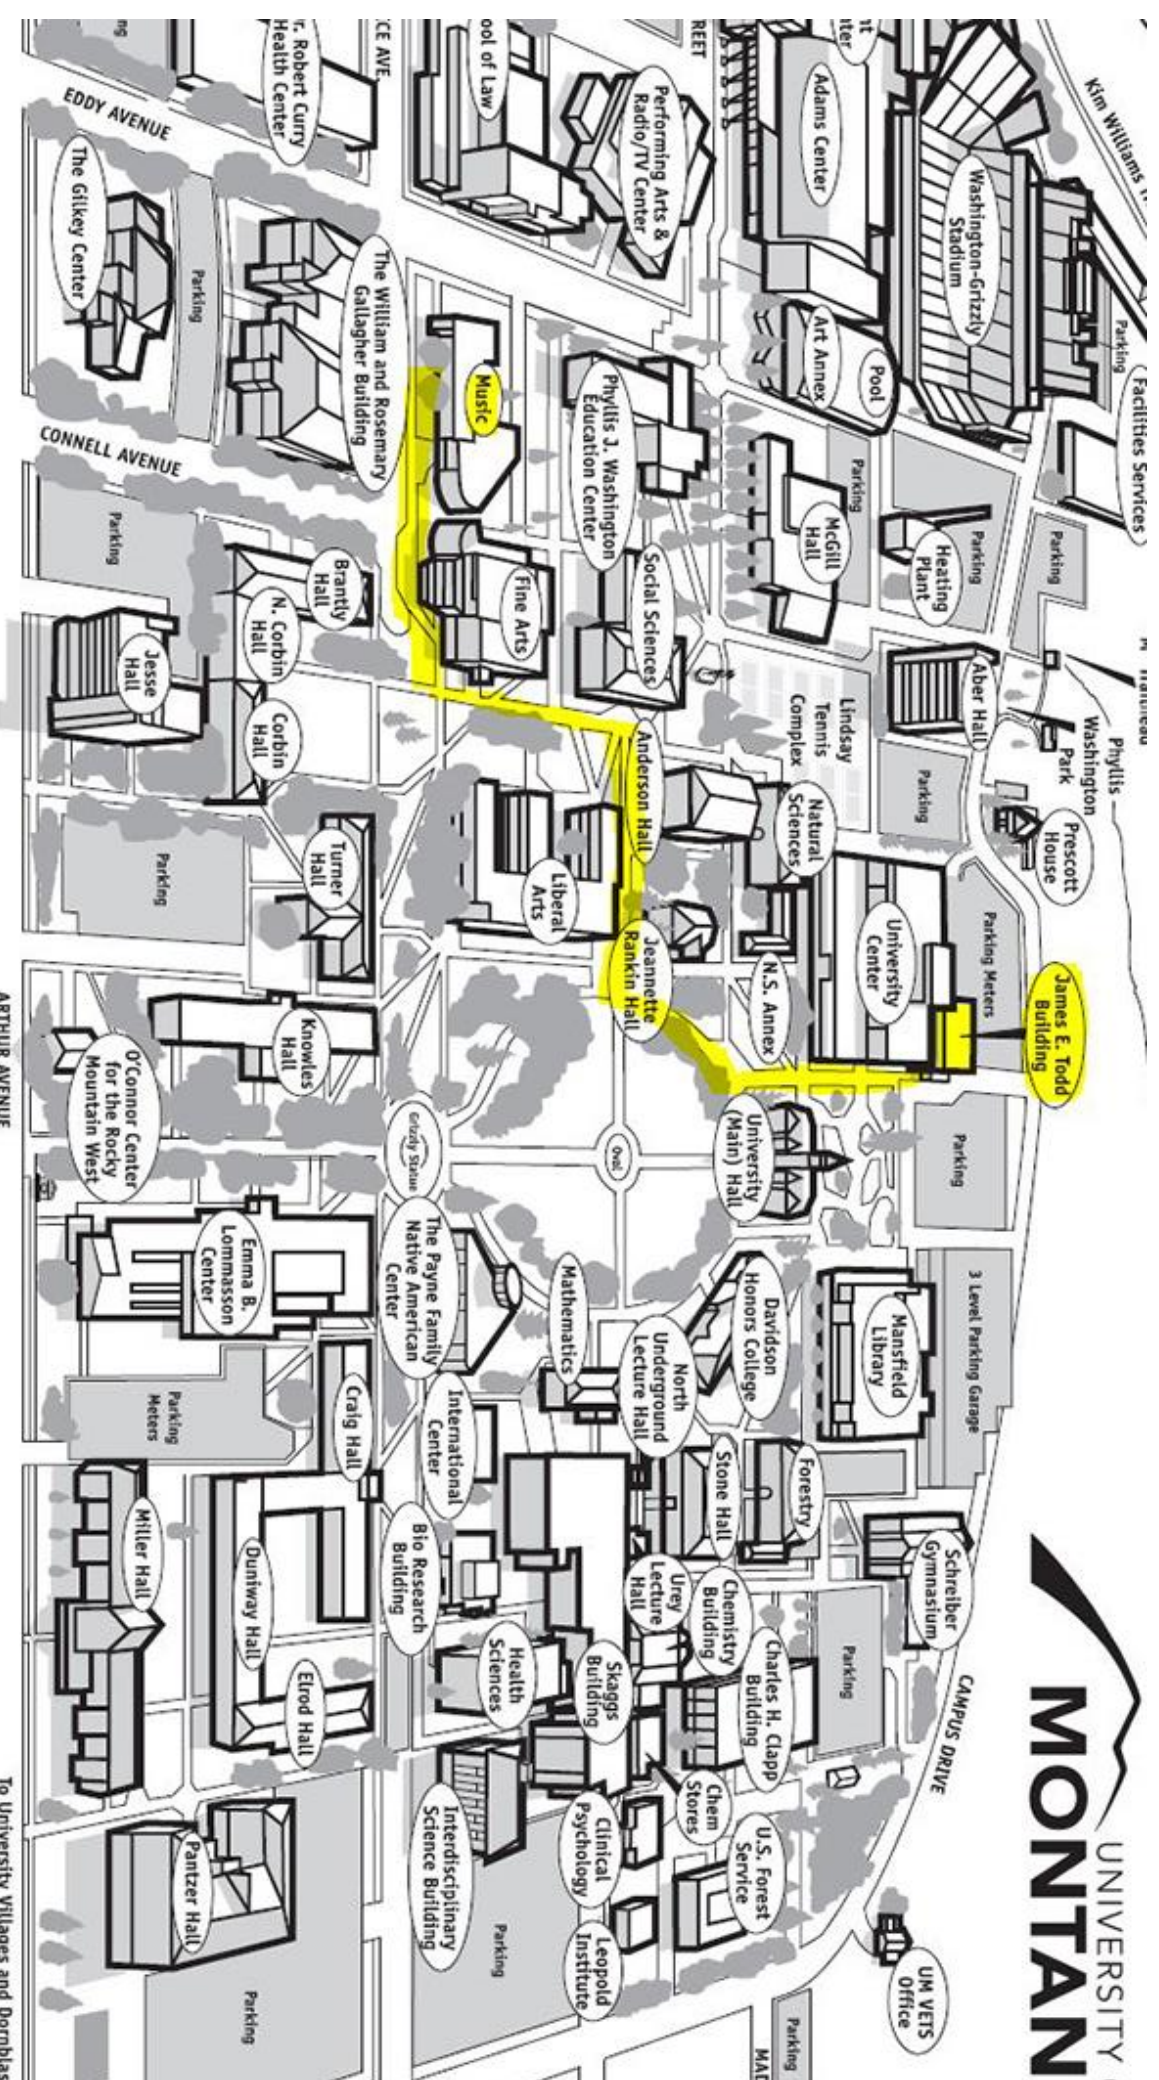 UNIVERSITY
MONTAN
Kim Williams
Parking
Facilities Services
Washington-Grizzly
Stadium
Adams Center
Pool
Art Annex
Performing Arts &
Radio/TV Center
REET
ool of Law
CE AVE.
r. Robert Curry
Health Center
EDDY AVENUE
The Gilkey Center
Parking
The William and Rosemary
Gallagher Building
CONNELL AVENUE
Music
Phyllis J. Washington
Education Center
Parking
McGill
Hall
Heating
Plant
Parking
Parking
Fine Arts
Social Sciences
Parking
Brantly
Hall
N. Corbin
Hall
Corbin
Hall
Jesse
Hall
Aber Hall
Phyllis
Washington
Park
Prescott
House
Lindsay
Tennis
Complex
Parking
Anderson Hall
Natural
Sciences
Turner
Hall
Parking
Liberal
Arts
University
Center
Parking Meters
James E. Todd
Building
Jeannette
Rankin Hall
N.S. Annex
Knowles
Hall
O'Connor Center
for the Rocky
Mountain West
ARTHUR AVENUE
Grizzly Statue
Oval
University
(Main) Hall
Parking
Emma B.
Lommasson
Center
The Payne Family
Native American
Center
Mathematics
Davidson
Honors College
Mansfield
Library
3 Level Parking Garage
North
Underground
Lecture Hall
International
Center
Craig Hall
Parking
Meters
Stone Hall
Forestry
Schreiber
Gymnasium
Miller Hall
Duniway Hall
Bio Research
Building
Urey
Lecture
Hall
Chemistry
Building
Charles H. Clapp
Building
Parking
CAMPUS DRIVE
Elrod Hall
Health
Sciences
Skaggs
Building
Chem
Stores
Clinical
Psychology
Interdisciplinary
Science Building
U.S. Forest
Service
Leopold
Institute
UM VETS
Office
Pantzer Hall
Parking
Parking
Parking
MAD
To University Villages and Dornblas